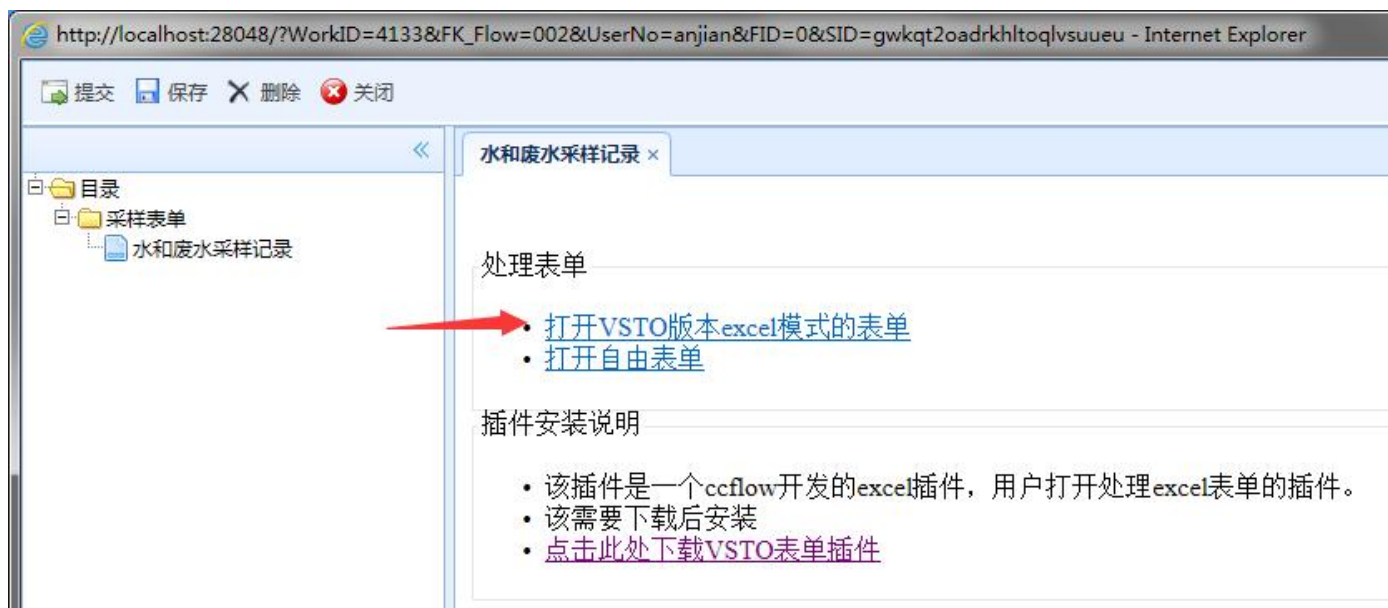 http://localhost:28048/?WorkID=4133&FK_Flow=002&UserNo=anjian&FID=0&SID=gwkqt2oadrkhltoqlvsuueu - Internet Explorer
提交 保存 删除 关闭
水和废水采样记录
目录
采样表单
水和废水采样记录
处理表单
打开VSTO版本excel模式的表单
打开自由表单
插件安装说明
该插件是一个ccflow开发的excel插件，用户打开处理excel表单的插件。
该需要下载后安装
点击此处下载VSTO表单插件